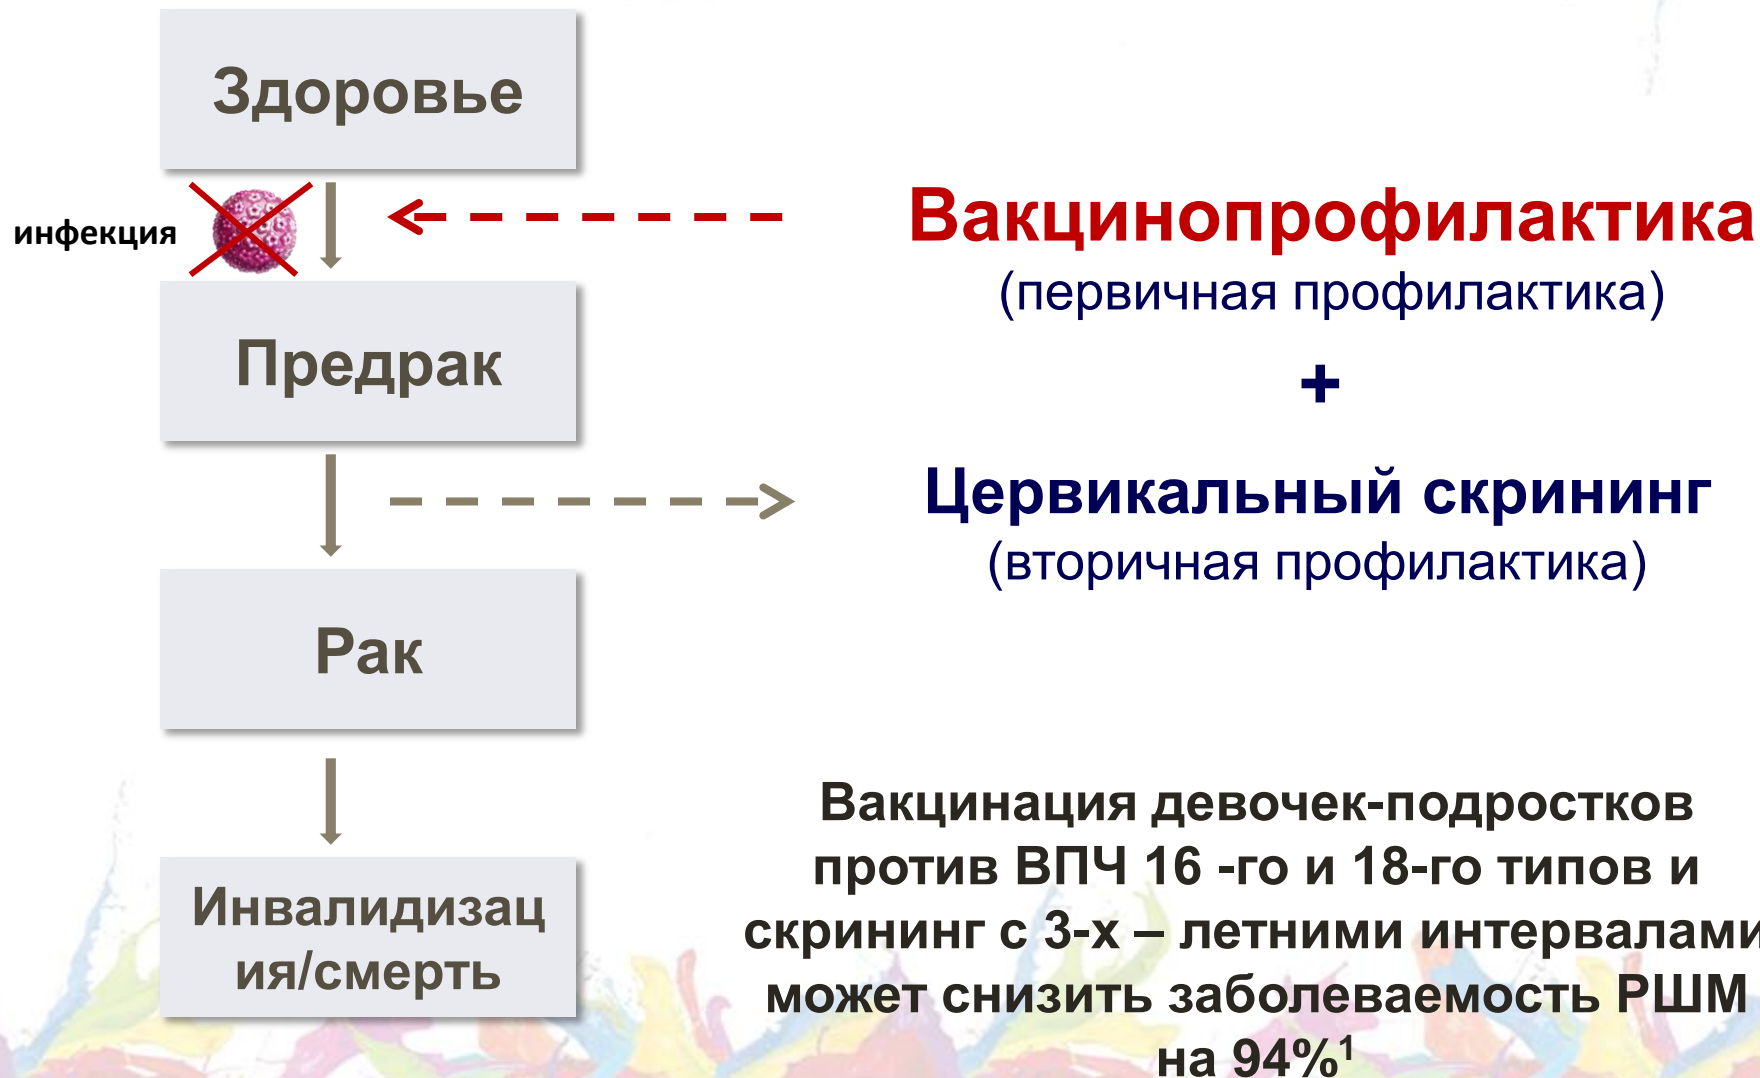 Здоровье
инфекция
Вакцинопрофилактика
(первичная профилактика)
Предрак
+
Цервикальный скрининг
(вторичная профилактика)
Рак
Инвалидизац
ия/смерть
Вакцинация девочек-подростков
против ВПЧ 16 -го и 18-го типов и
скрининг с 3-х – летними интервалами
может снизить заболеваемость РШМ
на 94%¹